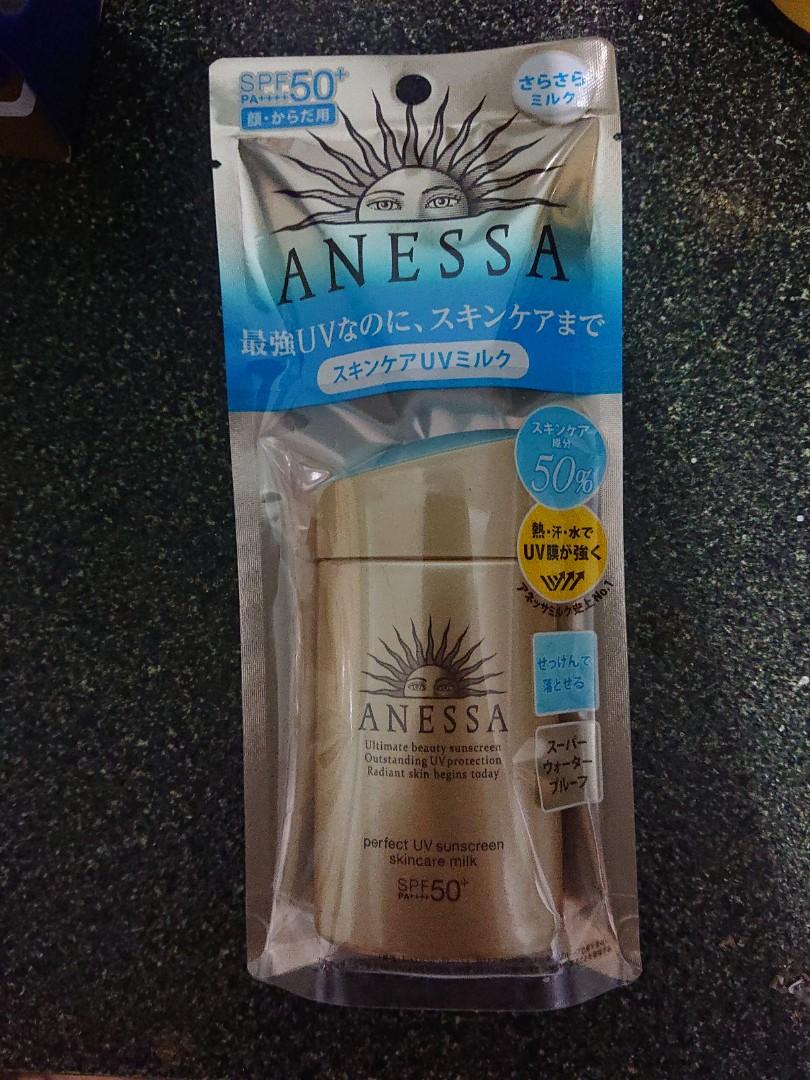 SPF50+
PA++++
顔・からだ用
さらさら
ミルク
ANESSA
最強UVなのに、スキンケアまで
スキンケアUVミルク
スキンケア
成分
50%
熱・汗・水で
UV膜が強く
アネッサミルク史上No.1
せっけんで
落とせる
スーパー
ウォーター
プルーフ
ANESSA
Ultimate beauty sunscreen
Outstanding UV protection
Radiant skin begins today
perfect UV sunscreen
skincare milk
SPF50+
PA++++